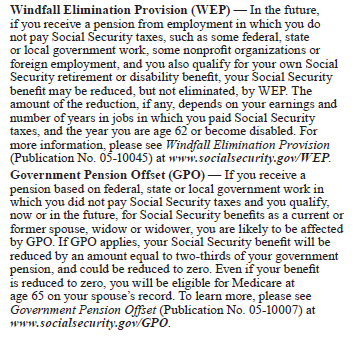 Windfall Elimination Provision (WEP) — In the future,
if you receive a pension from employment in which you do
not pay Social Security taxes, such as some federal, state
or local government work, some nonprofit organizations or
foreign employment, and you also qualify for your own Social
Security retirement or disability benefit, your Social Security
benefit may be reduced, but not eliminated, by WEP. The
amount of the reduction, if any, depends on your earnings and
number of years in jobs in which you paid Social Security
taxes, and the year you are age 62 or become disabled. For
more information, please see Windfall Elimination Provision
(Publication No. 05-10045) at www.socialsecurity.gov/WEP.
Government Pension Offset (GPO) — If you receive a
pension based on federal, state or local government work in
which you did not pay Social Security taxes and you qualify,
now or in the future, for Social Security benefits as a current or
former spouse, widow or widower, you are likely to be affected
by GPO. If GPO applies, your Social Security benefit will be
reduced by an amount equal to two-thirds of your government
pension, and could be reduced to zero. Even if your benefit
is reduced to zero, you will be eligible for Medicare at
age 65 on your spouse's record. To learn more, please see
Government Pension Offset (Publication No. 05-10007) at
www.socialsecurity.gov/GPO.